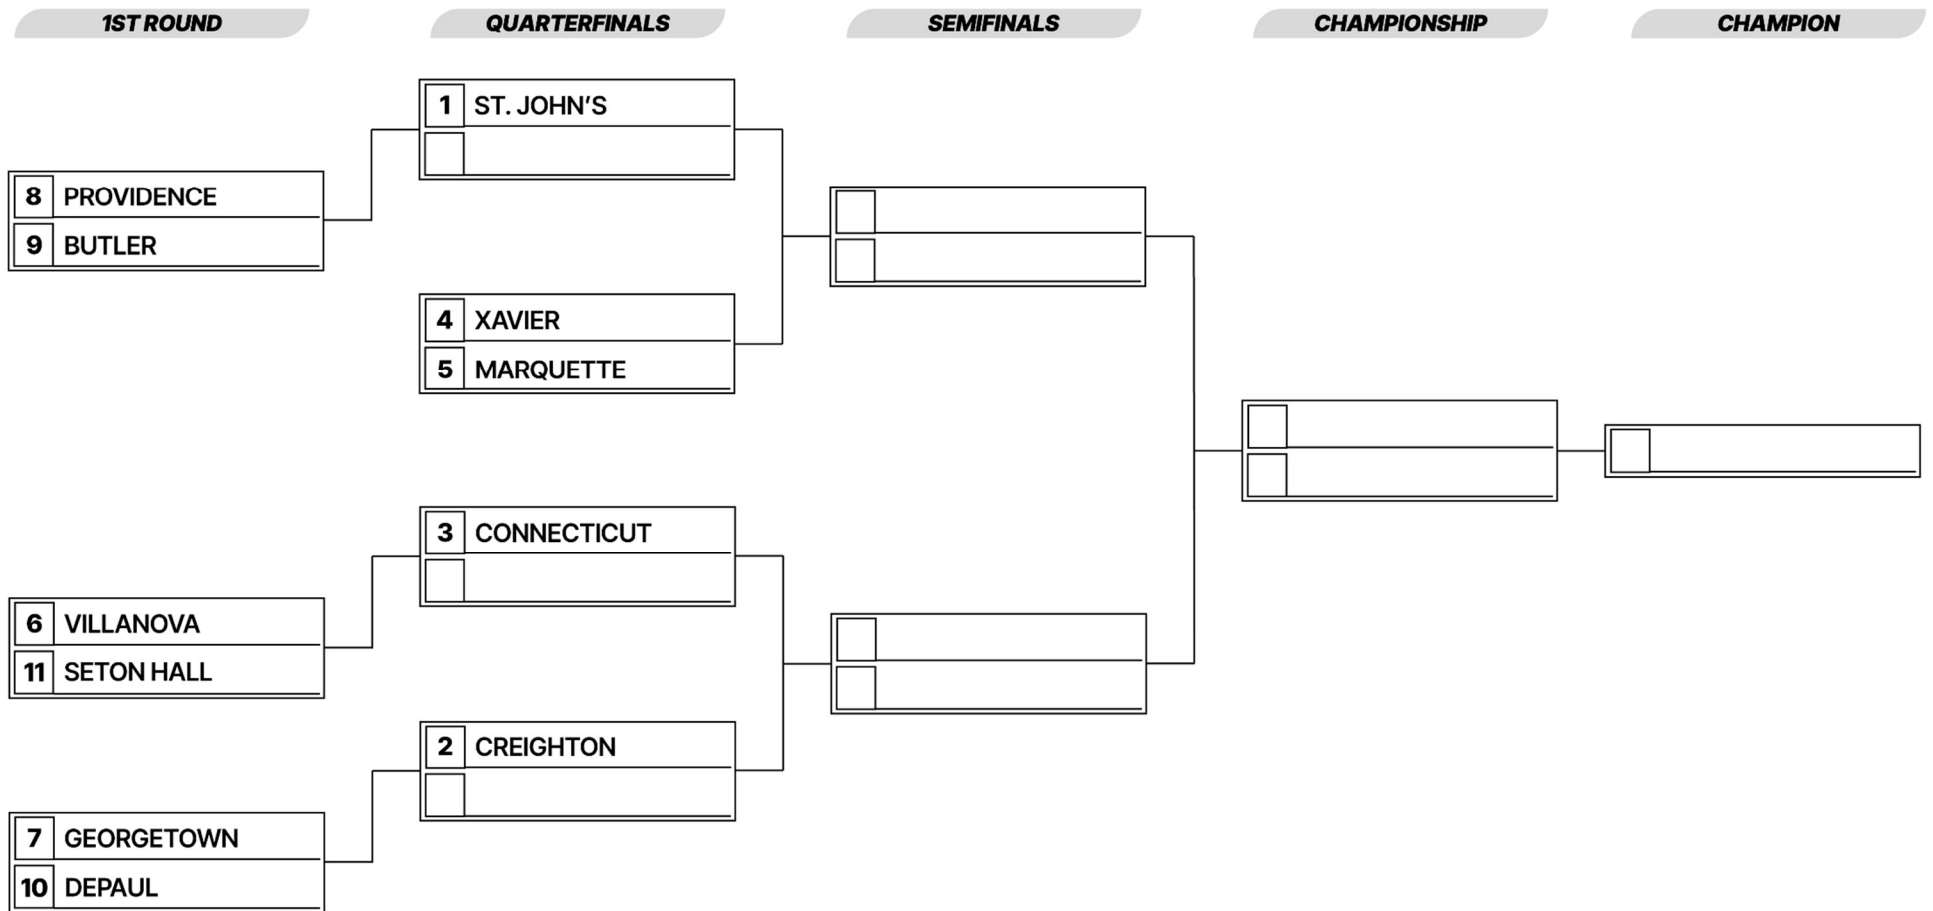 1ST ROUND
QUARTERFINALS
SEMIFINALS
CHAMPIONSHIP
CHAMPION
8 PROVIDENCE
9 BUTLER
6 VILLANOVA
11 SETON HALL
7 GEORGETOWN
10 DEPAUL
1 ST. JOHN’S
4 XAVIER
5 MARQUETTE
3 CONNECTICUT
2 CREIGHTON